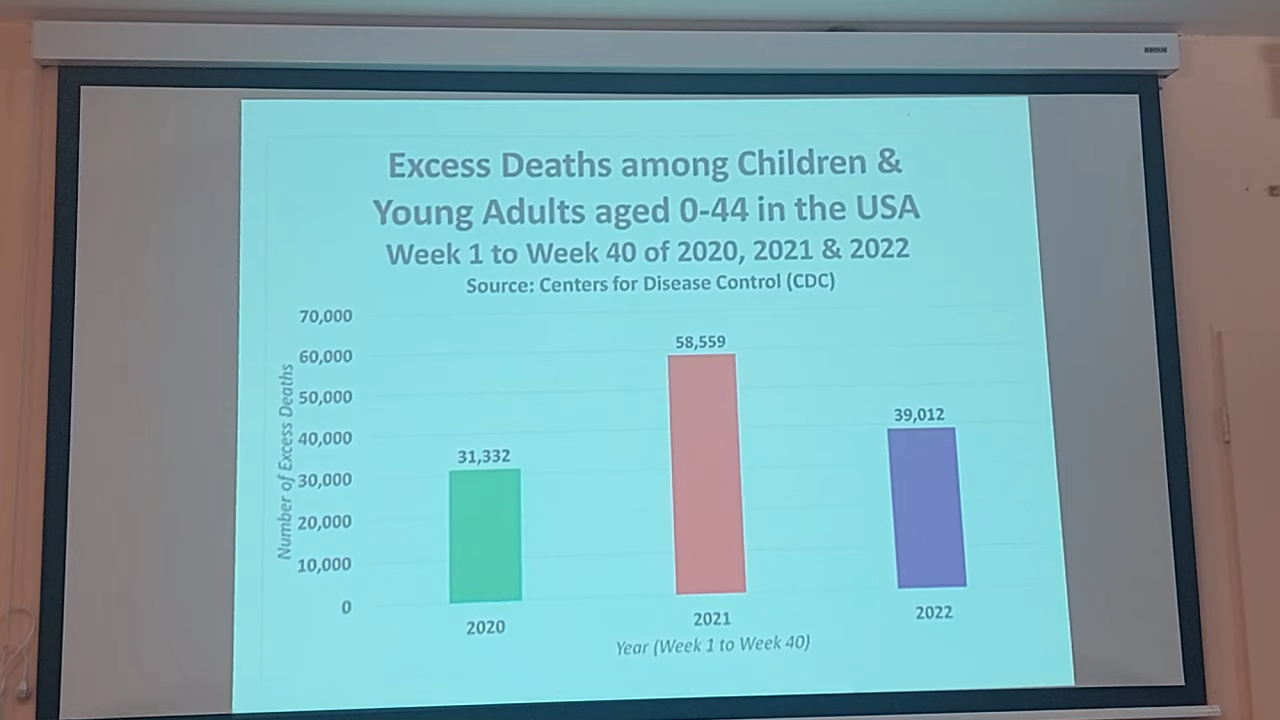 Excess Deaths among Children &
Young Adults aged 0-44 in the USA
Week 1 to Week 40 of 2020, 2021 & 2022
Source: Centers for Disease Control (CDC)
Number of Excess Deaths
70,000
60,000
50,000
40,000
30,000
20,000
10,000
0
31,332
58,559
39,012
2020
2021
2022
Year (Week 1 to Week 40)